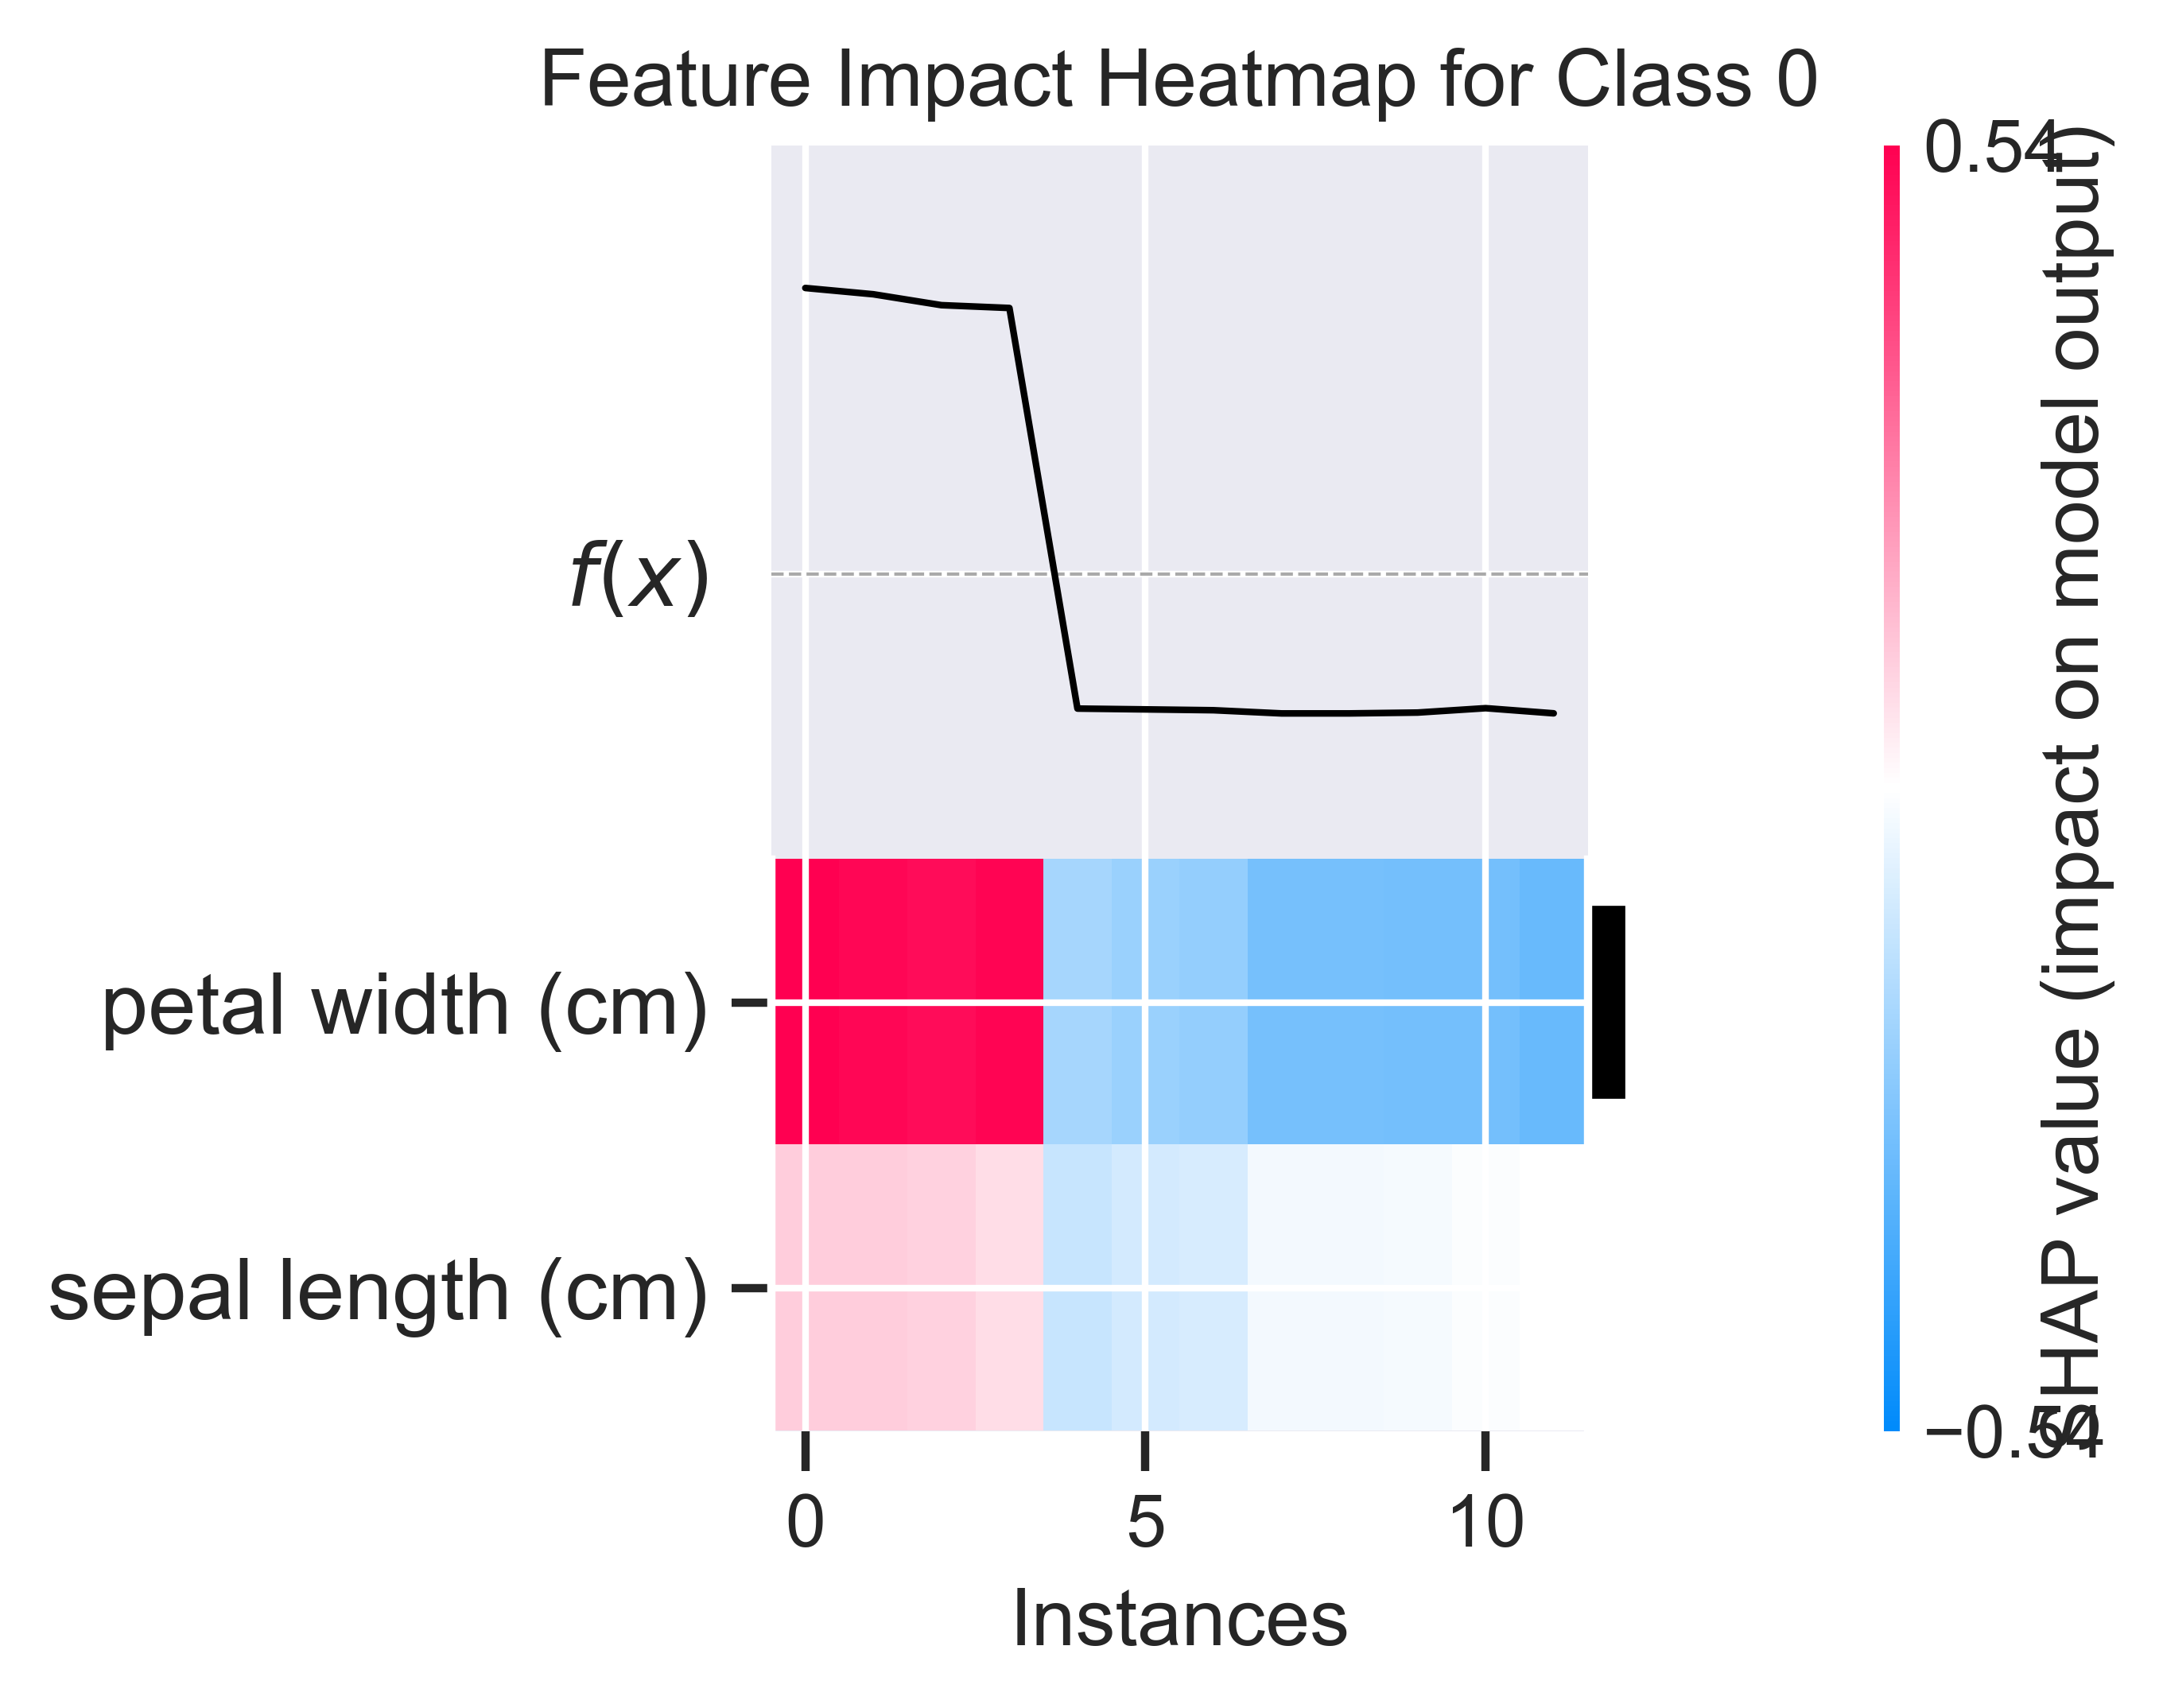 Feature Impact Heatmap for Class 0
f(x)
petal width (cm)
sepal length (cm)
0 5 10
Instances
0.54
−0.54
SHAP value (impact on model output)